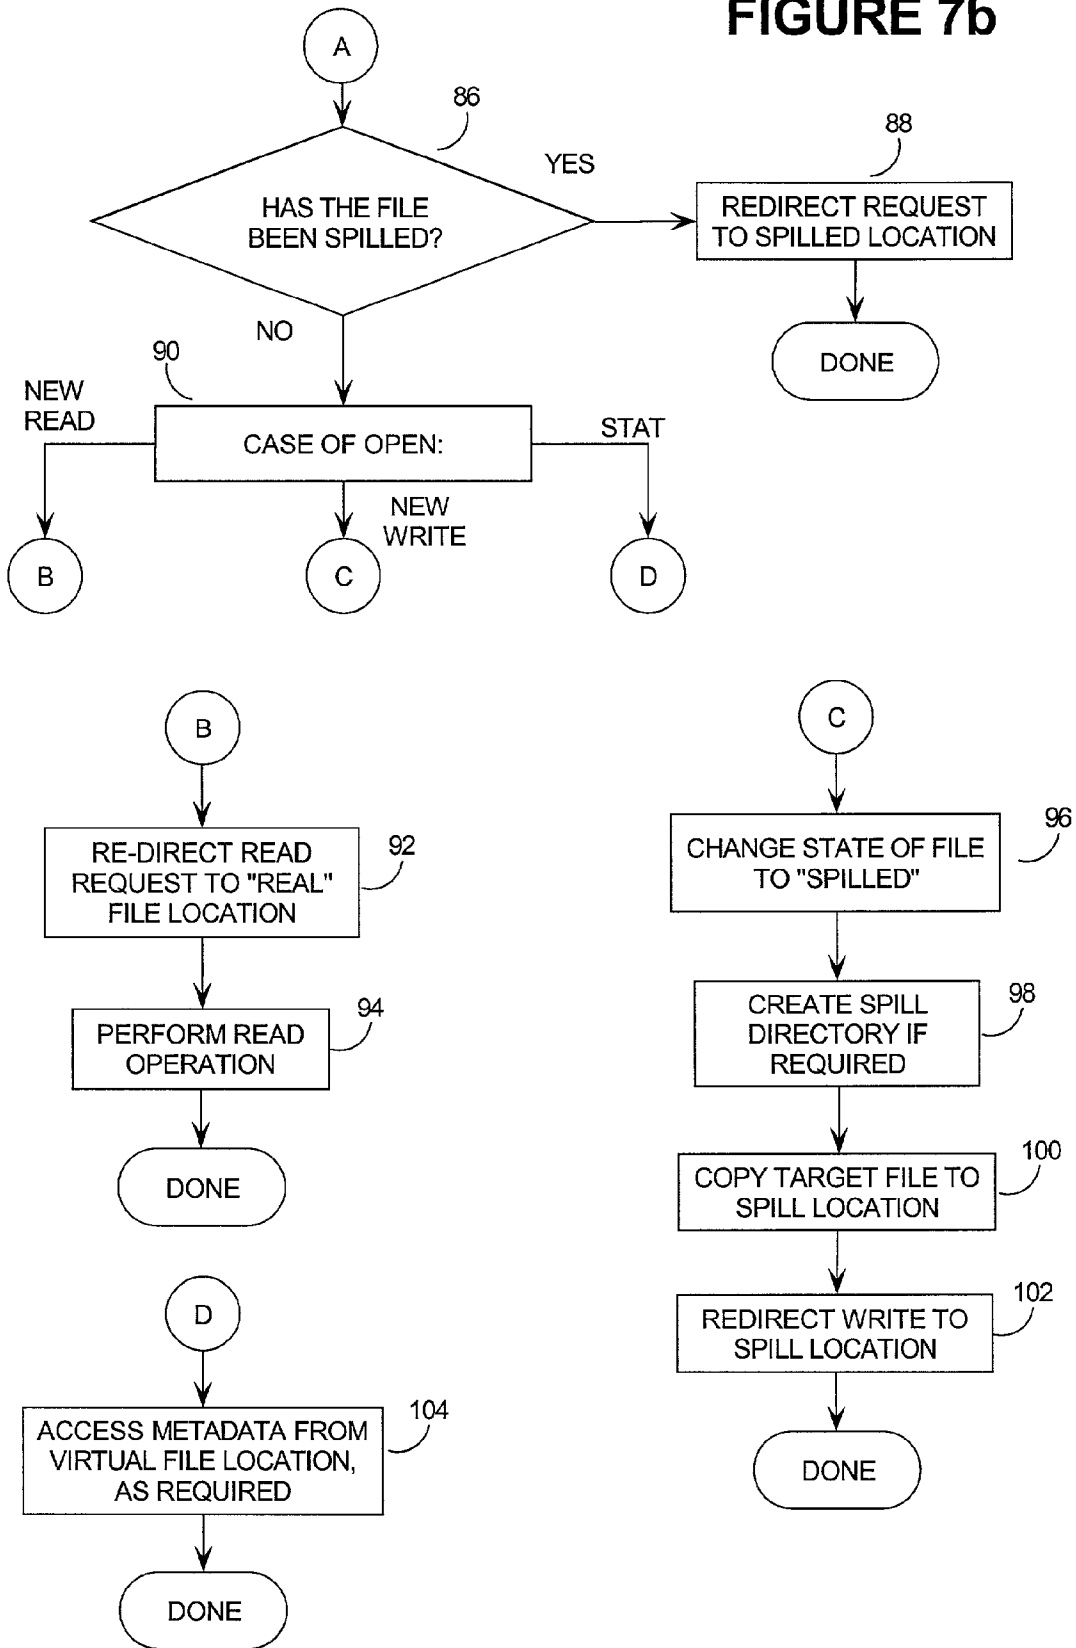 FIGURE 7b
A
86
HAS THE FILE
BEEN SPILLED?
YES
88
REDIRECT REQUEST
TO SPILLED LOCATION
DONE
NO
90
NEW
READ
CASE OF OPEN:
STAT
NEW
WRITE
B
C
D
B
RE-DIRECT READ
REQUEST TO "REAL"
FILE LOCATION
92
PERFORM READ
OPERATION
94
DONE
C
CHANGE STATE OF FILE
TO "SPILLED"
96
CREATE SPILL
DIRECTORY IF
REQUIRED
98
COPY TARGET FILE TO
SPILL LOCATION
100
REDIRECT WRITE TO
SPILL LOCATION
102
DONE
D
ACCESS METADATA FROM
VIRTUAL FILE LOCATION,
AS REQUIRED
104
DONE